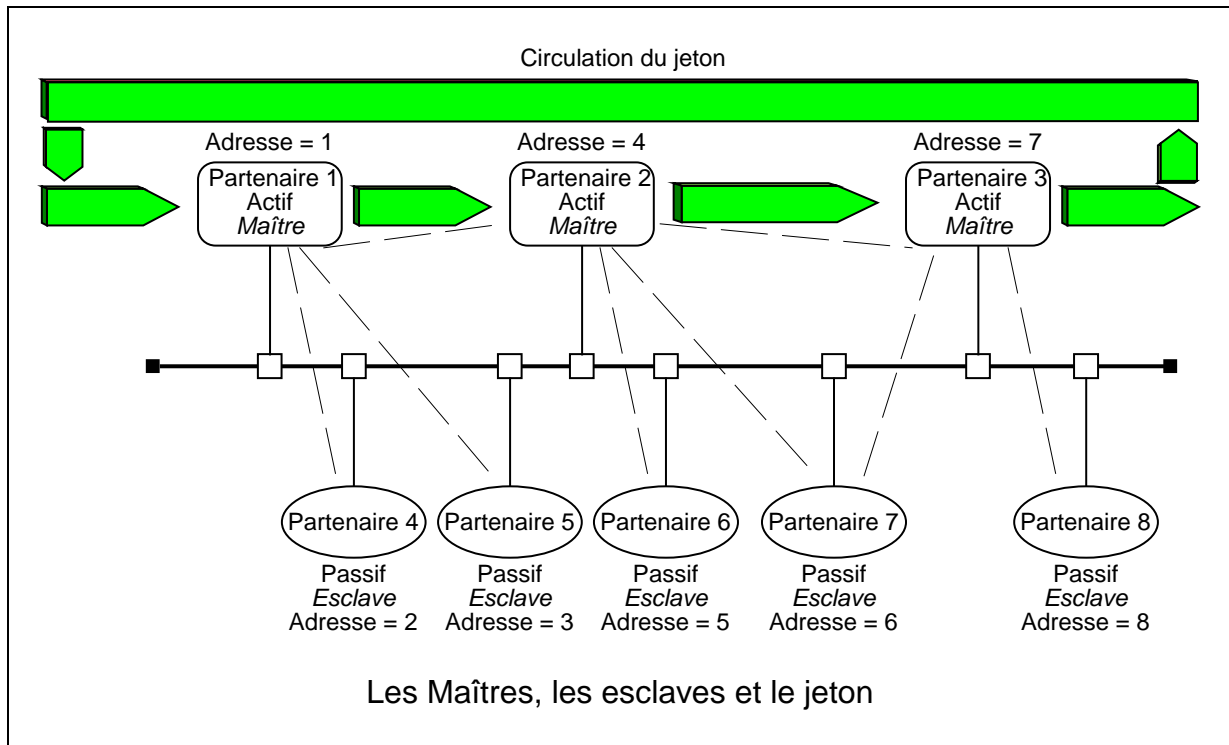 Circulation du jeton
Adresse = 1
Adresse = 4
Adresse = 7
Partenaire 1
Actif
Maître
Partenaire 2
Actif
Maître
Partenaire 3
Actif
Maître
Partenaire 4
Partenaire 5
Partenaire 6
Partenaire 7
Partenaire 8
Passif
Esclave
Adresse = 2
Passif
Esclave
Adresse = 3
Passif
Esclave
Adresse = 5
Passif
Esclave
Adresse = 6
Passif
Esclave
Adresse = 8
Les Maîtres, les esclaves et le jeton